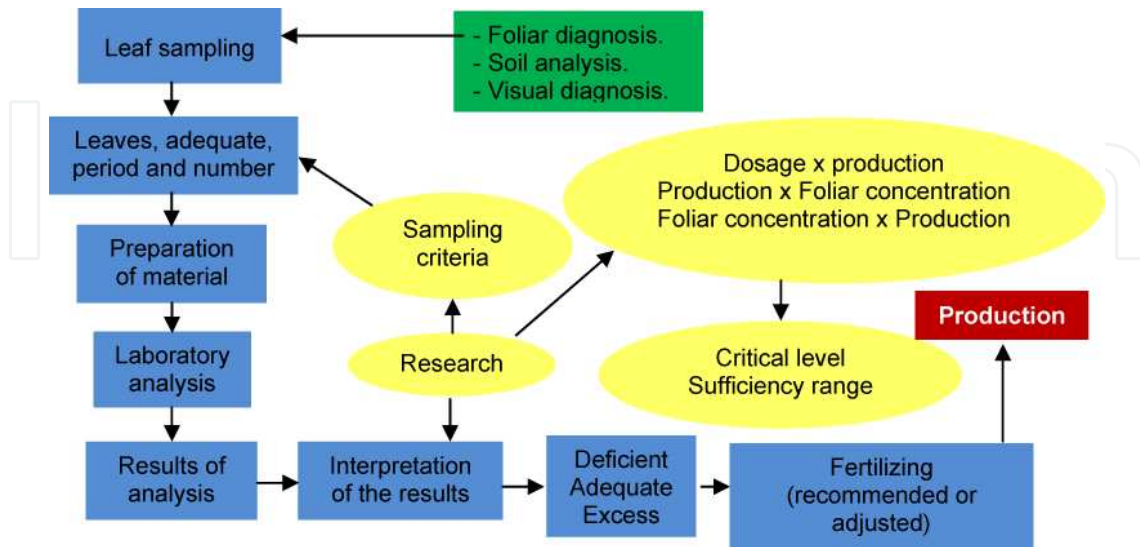 Leaf sampling
- Foliar diagnosis.
- Soil analysis.
- Visual diagnosis.
Leaves, adequate,
period and number
Dosage x production
Production x Foliar concentration
Foliar concentration x Production
Sampling
criteria
Preparation
of material
Production
Laboratory
analysis
Research
Critical level
Sufficiency range
Results of
analysis
Interpretation
of the results
Deficient
Adequate
Excess
Fertilizing
(recommended or
adjusted)